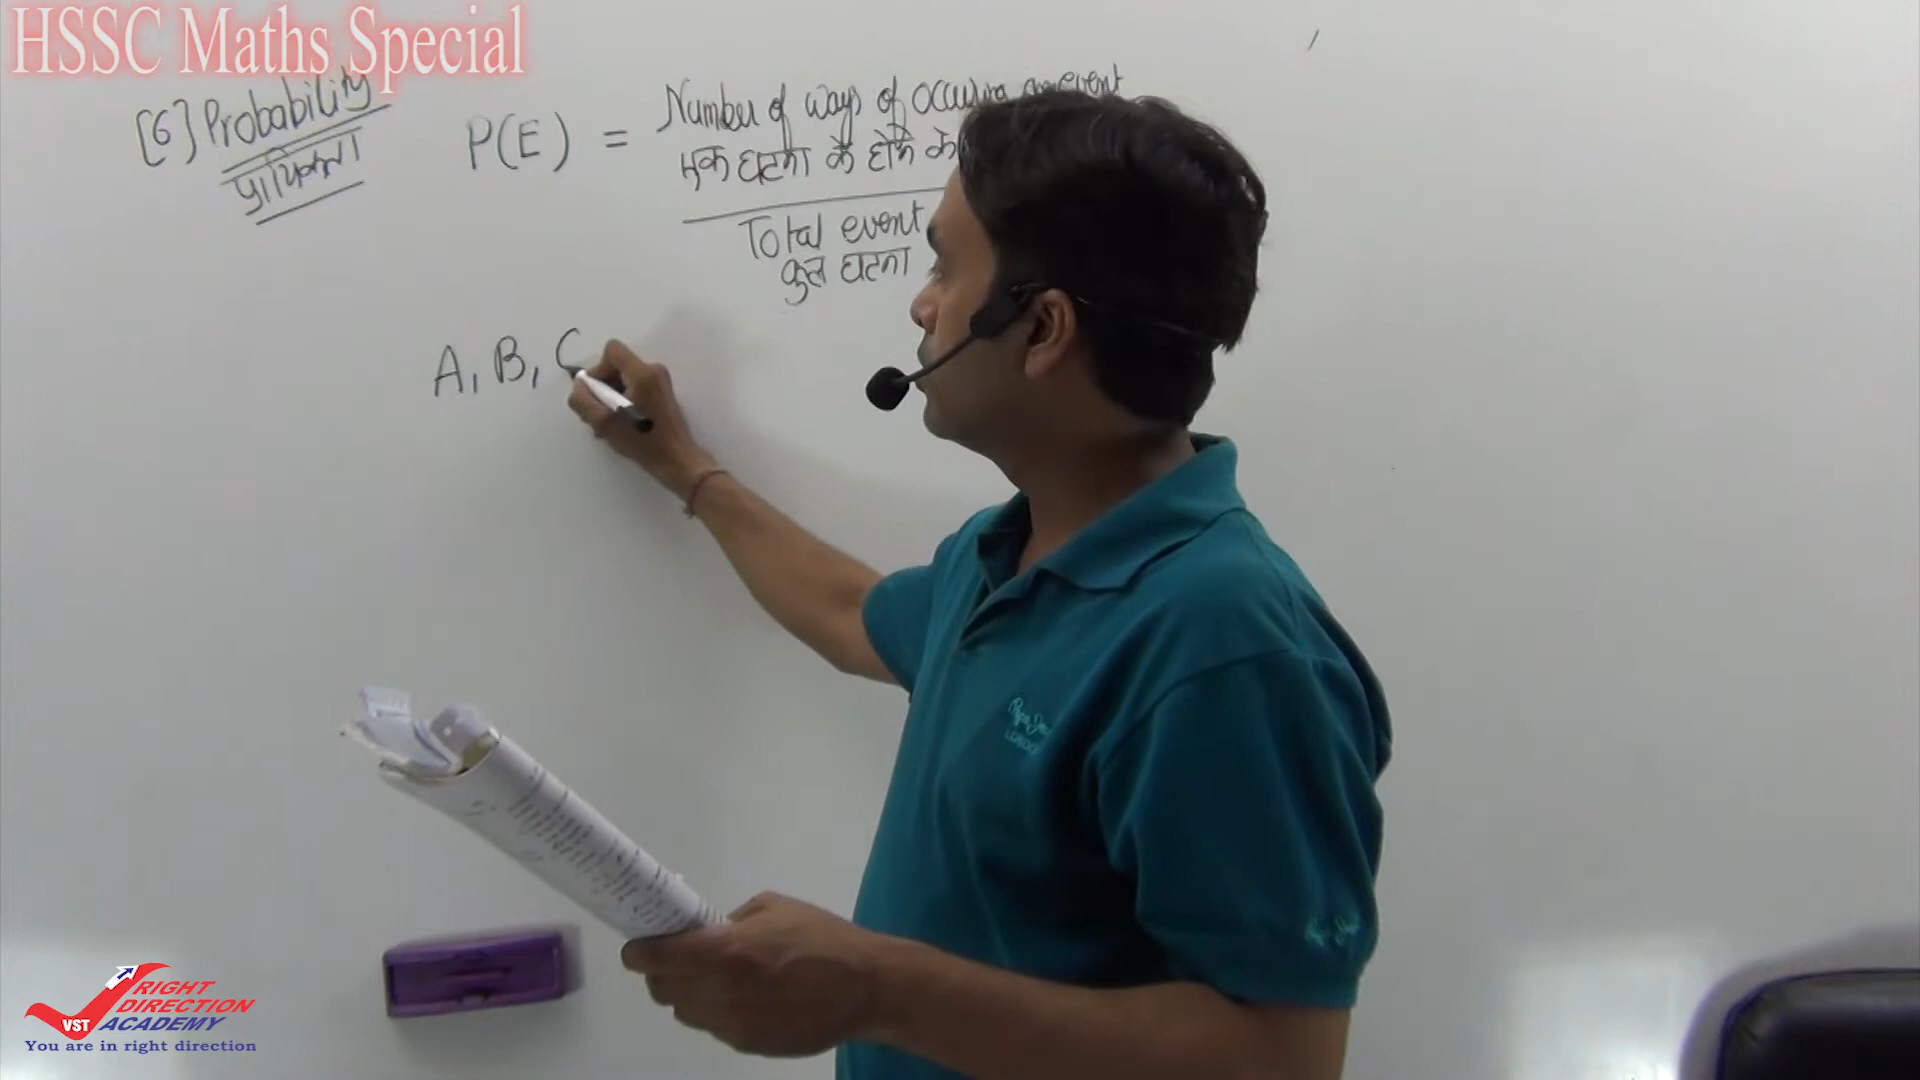 HSSC Maths Special
[6] Probability
प्रायिकता
P(E) =
Number of ways of occuring an event
एक घटना के होने के
Total event
कुल घटना
A, B, C
RIGHT
DIRECTION
VST ACADEMY
You are in right direction
LONDON